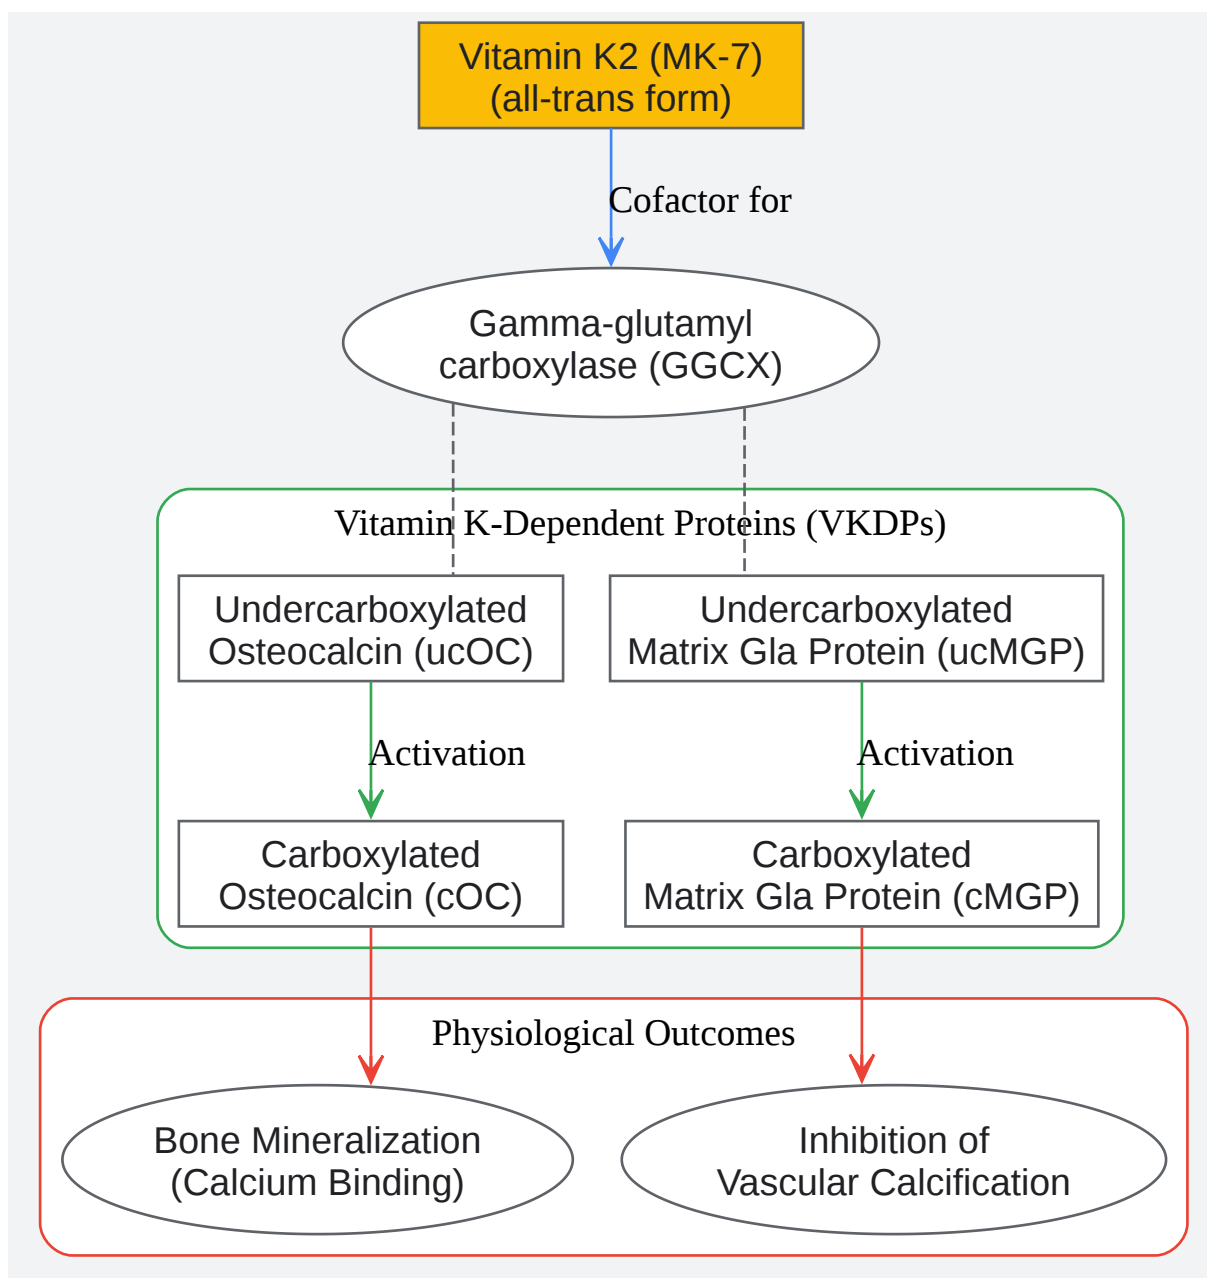 Vitamin K2 (MK-7)
(all-trans form)
Cofactor for
Gamma-glutamyl
carboxylase (GGCX)
Vitamin K-Dependent Proteins (VKDPs)
Undercarboxylated
Osteocalcin (ucOC)
Undercarboxylated
Matrix Gla Protein (ucMGP)
Activation
Activation
Carboxylated
Osteocalcin (cOC)
Carboxylated
Matrix Gla Protein (cMGP)
Physiological Outcomes
Bone Mineralization
(Calcium Binding)
Inhibition of
Vascular Calcification